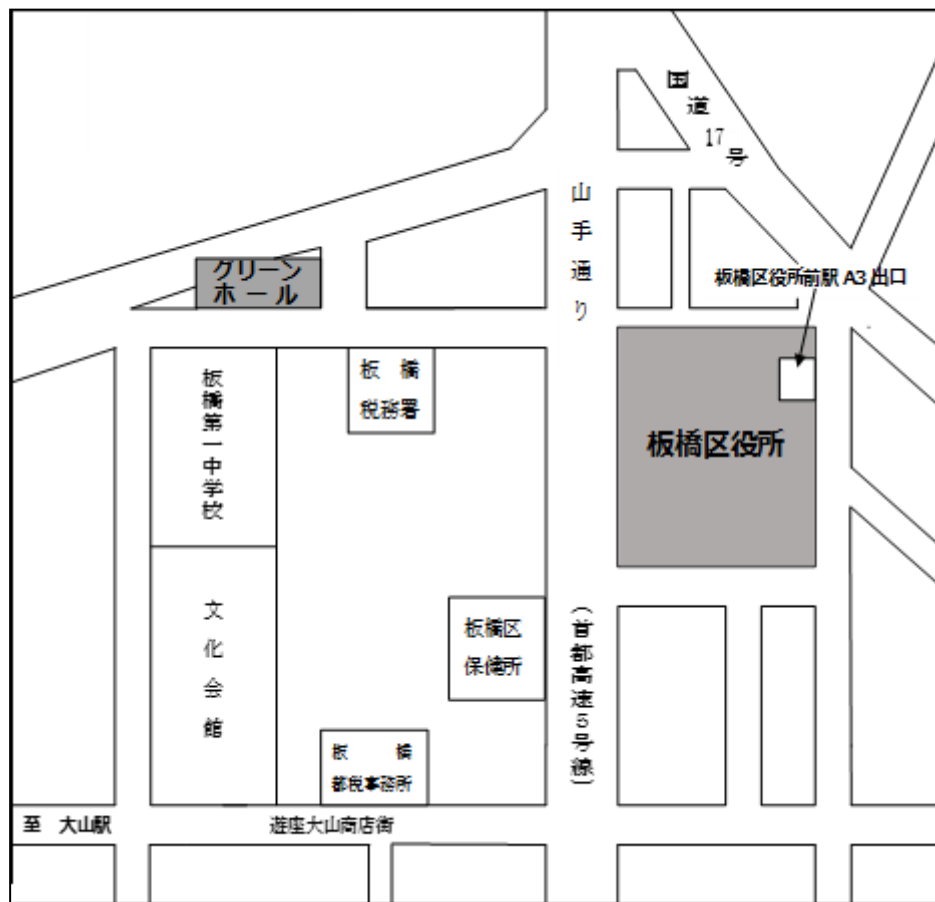 国道17号
山手通り
グリーン
ホール
板橋区役所前駅 A3 出口
板橋
税務署
板橋第一中学校
板橋区役所
文化会館
板橋区
保健所
(首都高速5号線)
板橋
都税事務所
至 大山駅
遊座大山商店街